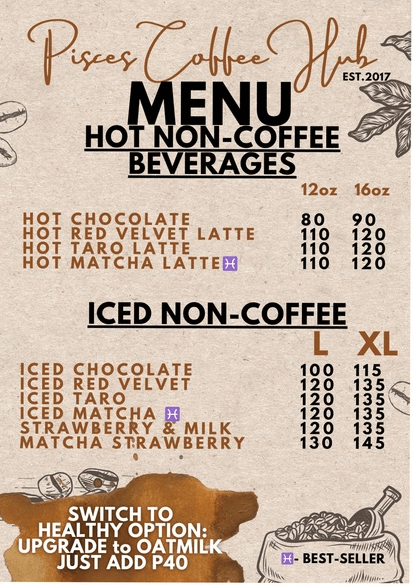 Pisces Coffee Hub
EST.2017
MENU
HOT NON-COFFEE
BEVERAGES
12oz 16oz
HOT CHOCOLATE 80 90
HOT RED VELVET LATTE 110 120
HOT TARO LATTE 110 120
HOT MATCHA LATTE♓ 110 120
ICED NON-COFFEE
L XL
ICED CHOCOLATE 100 115
ICED RED VELVET 120 135
ICED TARO 120 135
ICED MATCHA ♓ 120 135
STRAWBERRY & MILK 120 135
MATCHA STRAWBERRY 130 145
SWITCH TO
HEALTHY OPTION:
UPGRADE to OATMILK
JUST ADD P40
♓- BEST-SELLER